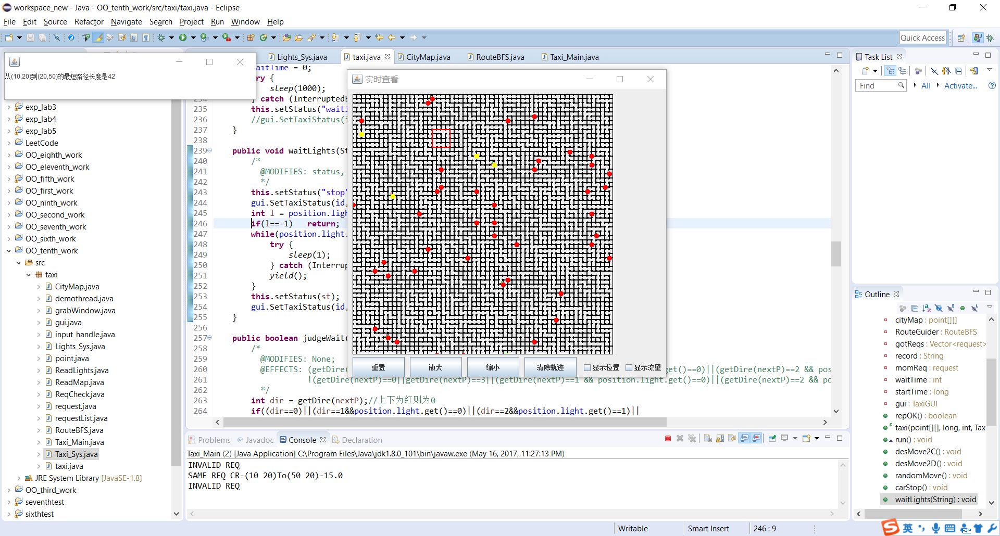 workspace_new - Java - OO_tenth_work/src/taxi/taxi.java - Eclipse
File Edit Source Refactor Navigate Search Project Run Window Help
Quick Access
从(10,20)到(20,50)的最短路径长度是42
exp_lab3
exp_lab4
exp_lab5
LeetCode
OO_eighth_work
OO_eleventh_work
OO_fifth_work
OO_first_work
OO_ninth_work
OO_second_work
OO_seventh_work
OO_sixth_work
OO_tenth_work
src
taxi
CityMap.java
demothread.java
grabWindow.java
gui.java
input_handle.java
Lights_Sys.java
point.java
ReadLights.java
ReadMap.java
ReqCheck.java
request.java
requestList.java
RouteBFS.java
Taxi_Main.java
Taxi_Sys.java
taxi.java
JRE System Library [JavaSE-1.8]
OO_third_work
seventhtest
sixthtest
Lights_Sys.java taxi.java CityMap.java RouteBFS.java Taxi_Main.java
aitTime = 0;
ry {
sleep(1000);
catch (Interrupted
235 this.setStatus("waiti
236 //gui.SetTaxiStatus(i
237 }
238
239 public void waitLights(St
240 /*
241 @MODIFIES: status,
242 */
243 this.setStatus("stop"
244 gui.SetTaxiStatus(id,
245 int l = position.ligh
246 if(l==-1) return;
247 while(position.light.
248 try {
249 sleep(1);
250 } catch (Interrup
251 yield();
252 }
253 this.setStatus(st);
254 gui.SetTaxiStatus(id,
255 }
256
257 public boolean judgeWait(
258 /*
259 @MODIFIES: None;
260 @EFFECTS: (getDire( get()==0)||(getDire(nextP)==2 && pos
261 !(getDire(nextP)==0||getDire(nextP)==3||(getDire(nextP)==1 && position.light.get()==0)||(getDire(nextP)==2 && po
262 */
263 int dir = getDire(nextP);//上下为红则为0
264 if((dir==0)||(dir==1&&position.light.get()==0)||(dir==2&&position.light.get()==1)||
实时查看
重置 放大 缩小 清除轨迹 显示位置 显示流量
Problems Javadoc Console Declaration
Taxi_Main (2) [Java Application] C:\Program Files\Java\jdk1.8.0_101\bin\javaw.exe (May 16, 2017, 11:27:13 PM)
INVALID REQ
SAME REQ CR-(10 20)To(50 20)-15.0
INVALID REQ
Task List
Find All Activate...
Outline
cityMap : point[][]
RouteGuider : RouteBFS
gotReqs : Vector<request>
record : String
momReq : request
waitTime : int
startTime : long
gui : TaxiGUI
repOK() : boolean
taxi(point[][], long, int, Tax
run() : void
desMove2C() : void
desMove2D() : void
randomMove() : void
carStop() : void
waitLights(String) : void
Writable Smart Insert 246 : 9
英